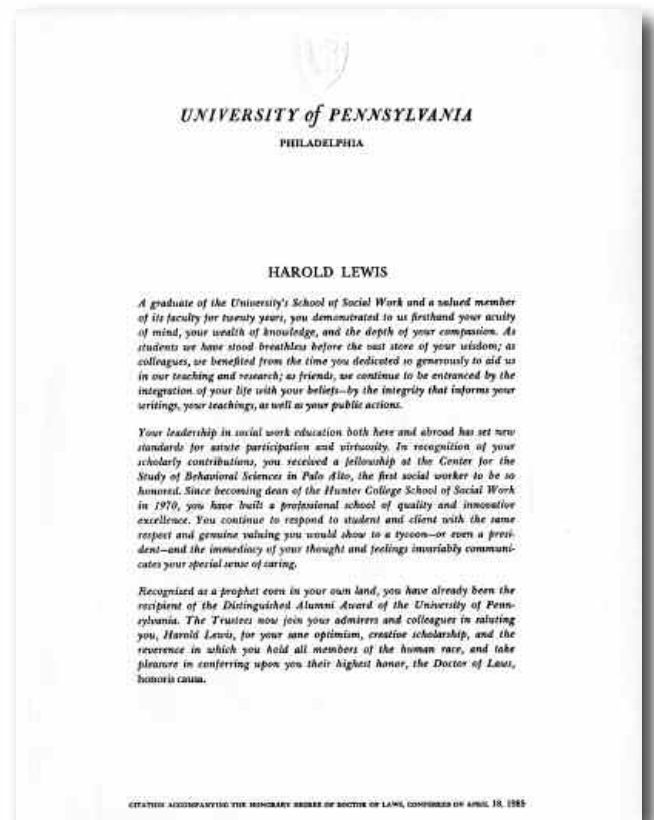 UNIVERSITY of PENNSYLVANIA
PHILADELPHIA
HAROLD LEWIS
A graduate of the University's School of Social Work and a valued member
of its faculty for twenty years, you demonstrated to us firsthand your acuity
of mind, your wealth of knowledge, and the depth of your compassion. As
students we have stood breathless before the vast store of your wisdom; as
colleagues, we benefited from the time you dedicated so generously to aid us
in our teaching and research; as friends, we continue to be entranced by the
integration of your life with your beliefs—by the integrity that informs your
writings, your teachings, as well as your public actions.
Your leadership in social work education both here and abroad has set new
standards for astute participation and virtuosity. In recognition of your
scholarly contributions, you received a fellowship at the Center for the
Study of Behavioral Sciences in Palo Alto, the first social worker to be so
honored. Since becoming dean of the Hunter College School of Social Work
in 1970, you have built a professional school of quality and innovative
excellence. You continue to respond to student and client with the same
respect and genuine valuing you would show to a tycoon—or even a presi-
dent—and the immediacy of your thought and feelings invariably communi-
cates your special sense of caring.
Recognized as a prophet even in your own land, you have already been the
recipient of the Distinguished Alumni Award of the University of Penn-
sylvania. The Trustees now join your admirers and colleagues in saluting
you, Harold Lewis, for your sane optimism, creative scholarship, and the
reverence in which you hold all members of the human race, and take
pleasure in conferring upon you their highest honor, the Doctor of Laws,
honoris causa.
CITATION ACCOMPANYING THE HONORARY DEGREE OF DOCTOR OF LAWS, CONFERRED ON APRIL 18, 1985